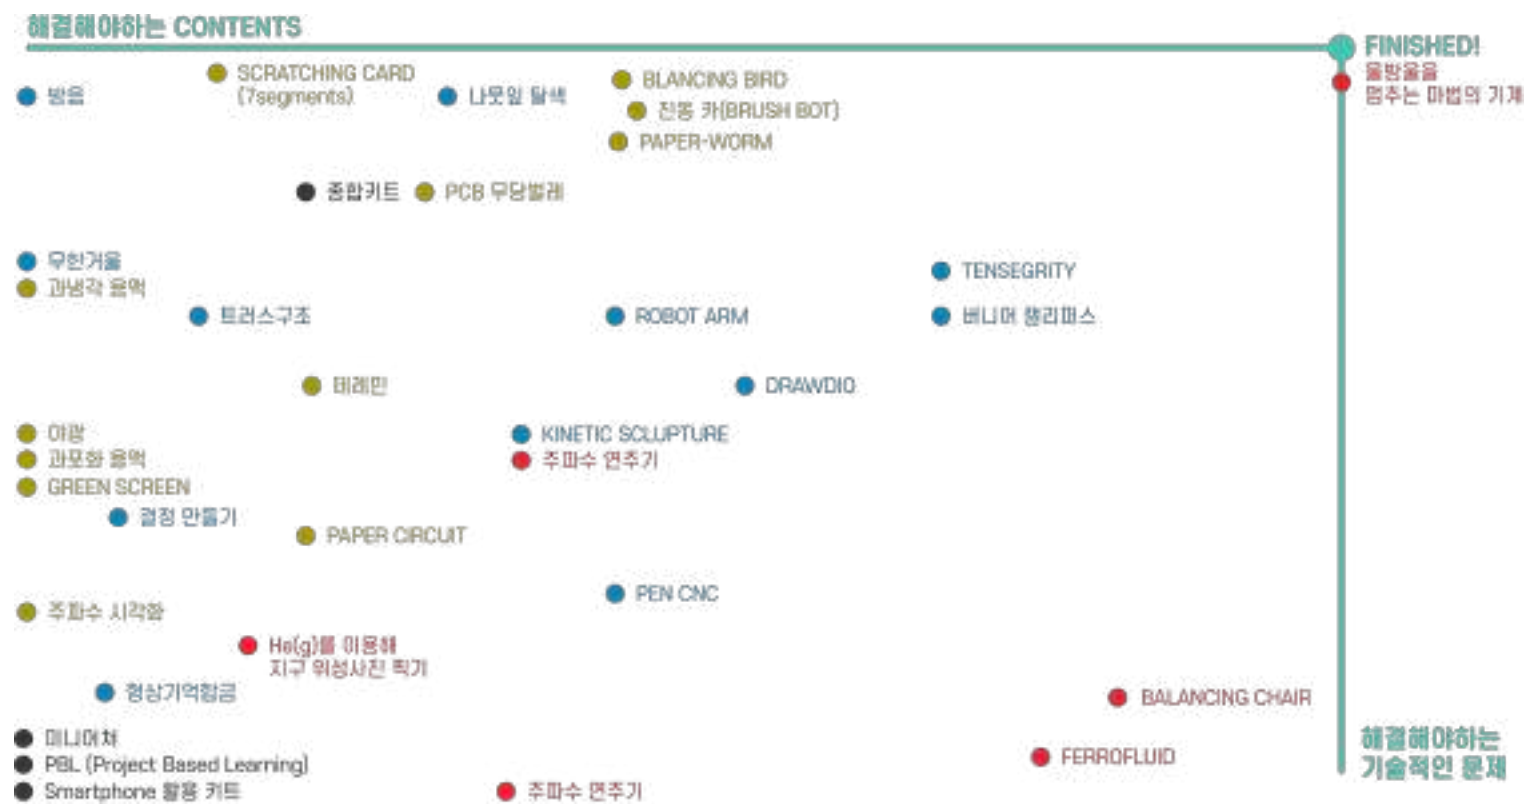 해결해야하는 CONTENTS
FINISHED!
물방울을
멈추는 마법의 기계
방음
SCRATCHING CARD
(7segments)
나뭇잎 탈색
BLANCING BIRD
진동 카(BRUSH BOT)
PAPER-WORM
종합키트
PCB 무당벌레
무한거울
과냉각 용액
TENSEGRITY
트러스구조
ROBOT ARM
버니어 캘리퍼스
테레민
DRAWDIO
야광
과포화 용액
GREEN SCREEN
KINETIC SCLUPTURE
주파수 연주기
결정 만들기
PAPER CIRCUIT
PEN CNC
주파수 시각화
He(g)를 이용해
지구 위성사진 찍기
형상기억합금
BALANCING CHAIR
미니어쳐
PBL (Project Based Learning)
Smartphone 활용 키트
주파수 연주기
FERROFLUID
해결해야하는
기술적인 문제